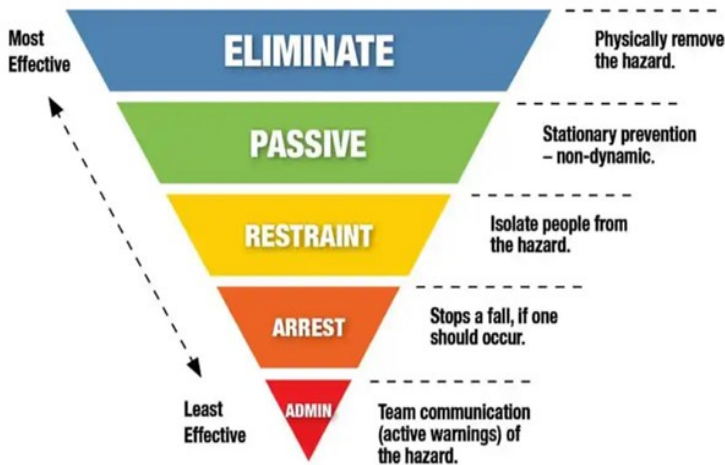 Most
Effective
ELIMINATE
Physically remove
the hazard.
PASSIVE
Stationary prevention
– non-dynamic.
RESTRAINT
Isolate people from
the hazard.
ARREST
Stops a fall, if one
should occur.
Least
Effective
ADMIN
Team communication
(active warnings) of
the hazard.